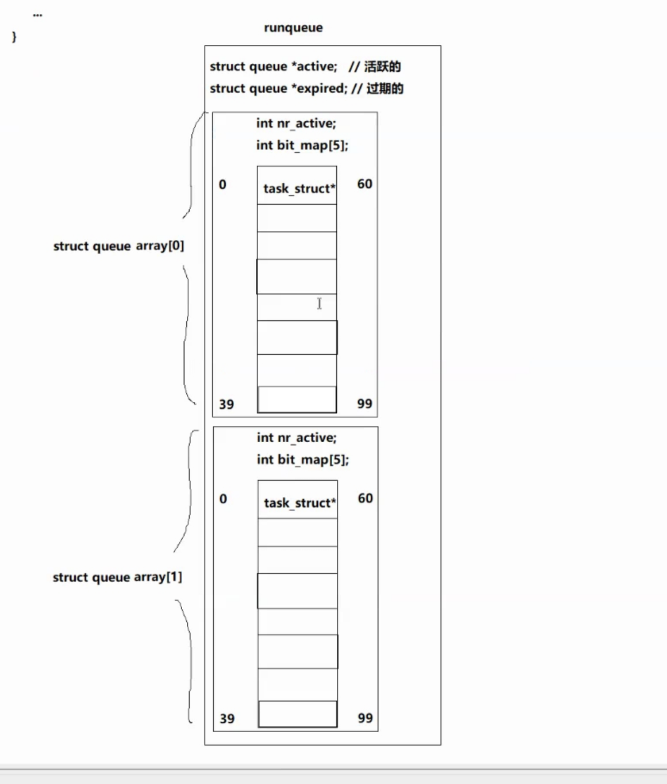 ...
}
runqueue
struct queue *active; // 活跃的
struct queue *expired; // 过期的
int nr_active;
int bit_map[5];
0 task_struct* 60
struct queue array[0]
39 99
int nr_active;
int bit_map[5];
0 task_struct* 60
struct queue array[1]
39 99